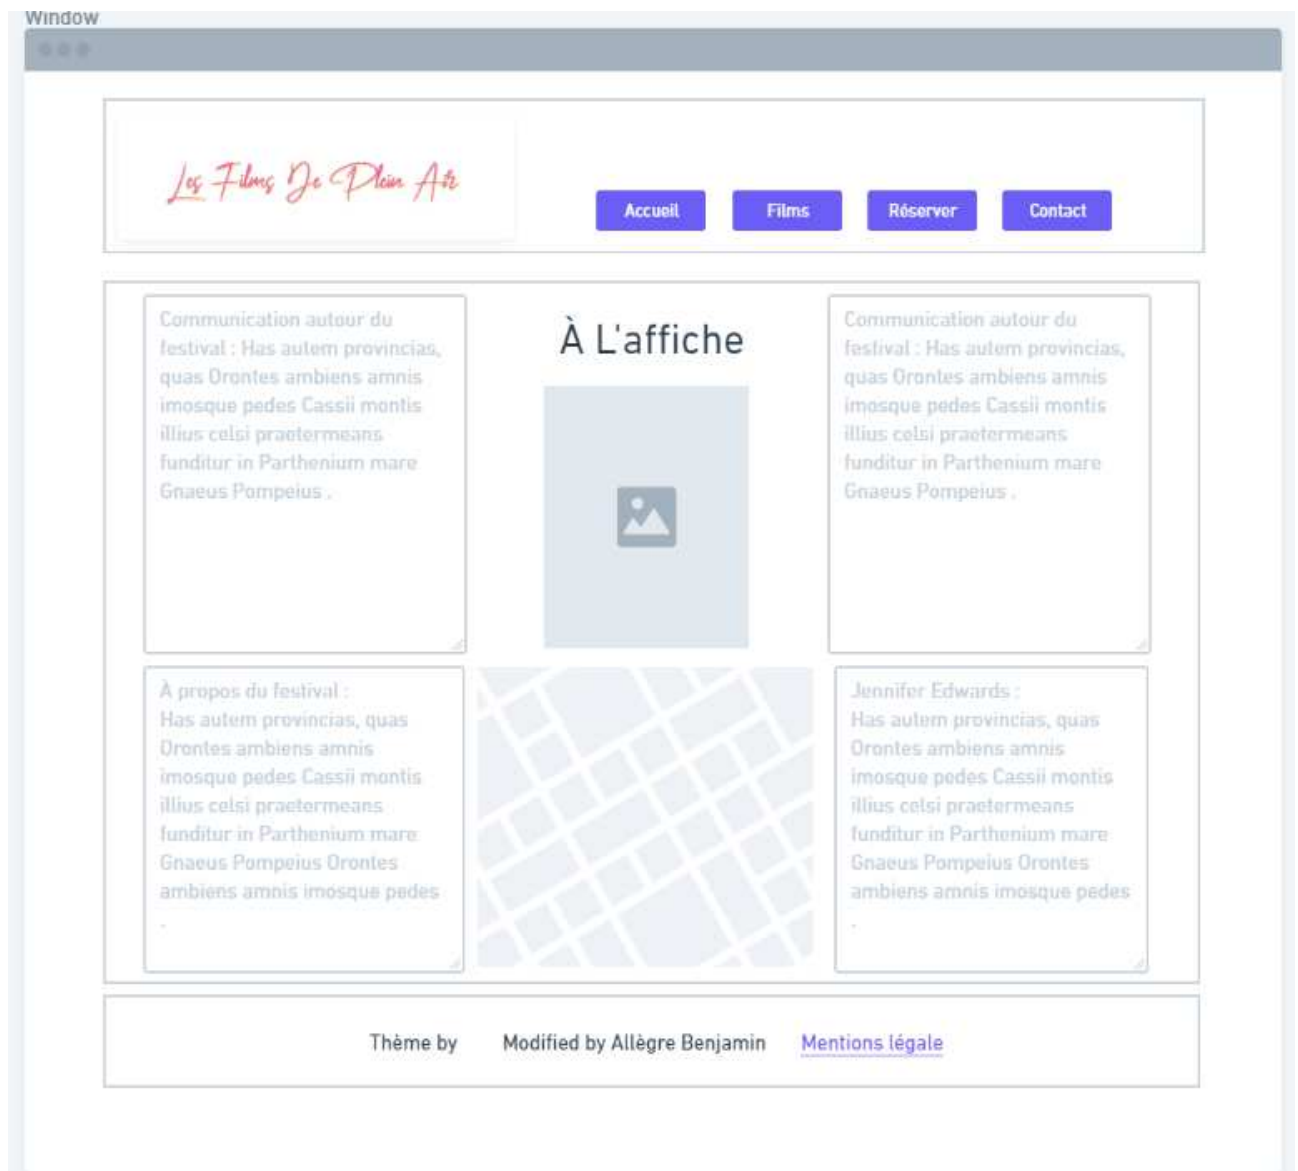 Window
Les Films De Plein Air
Accueil
Films
Réserver
Contact
Communication autour du
festival : Has autem provincias,
quas Orontes ambiens amnis
imosque pedes Cassii montis
illius celsi praetermeans
funditur in Parthenium mare
Gnaeus Pompeius .
À L'affiche
Communication autour du
festival : Has autem provincias,
quas Orontes ambiens amnis
imosque pedes Cassii montis
illius celsi praetermeans
funditur in Parthenium mare
Gnaeus Pompeius .
À propos du festival :
Has autem provincias, quas
Orontes ambiens amnis
imosque pedes Cassii montis
illius celsi praetermeans
funditur in Parthenium mare
Gnaeus Pompeius Orontes
ambiens amnis imosque pedes
.
Jennifer Edwards :
Has autem provincias, quas
Orontes ambiens amnis
imosque pedes Cassii montis
illius celsi praetermeans
funditur in Parthenium mare
Gnaeus Pompeius Orontes
ambiens amnis imosque pedes
.
Thème by
Modified by Allègre Benjamin
Mentions légale